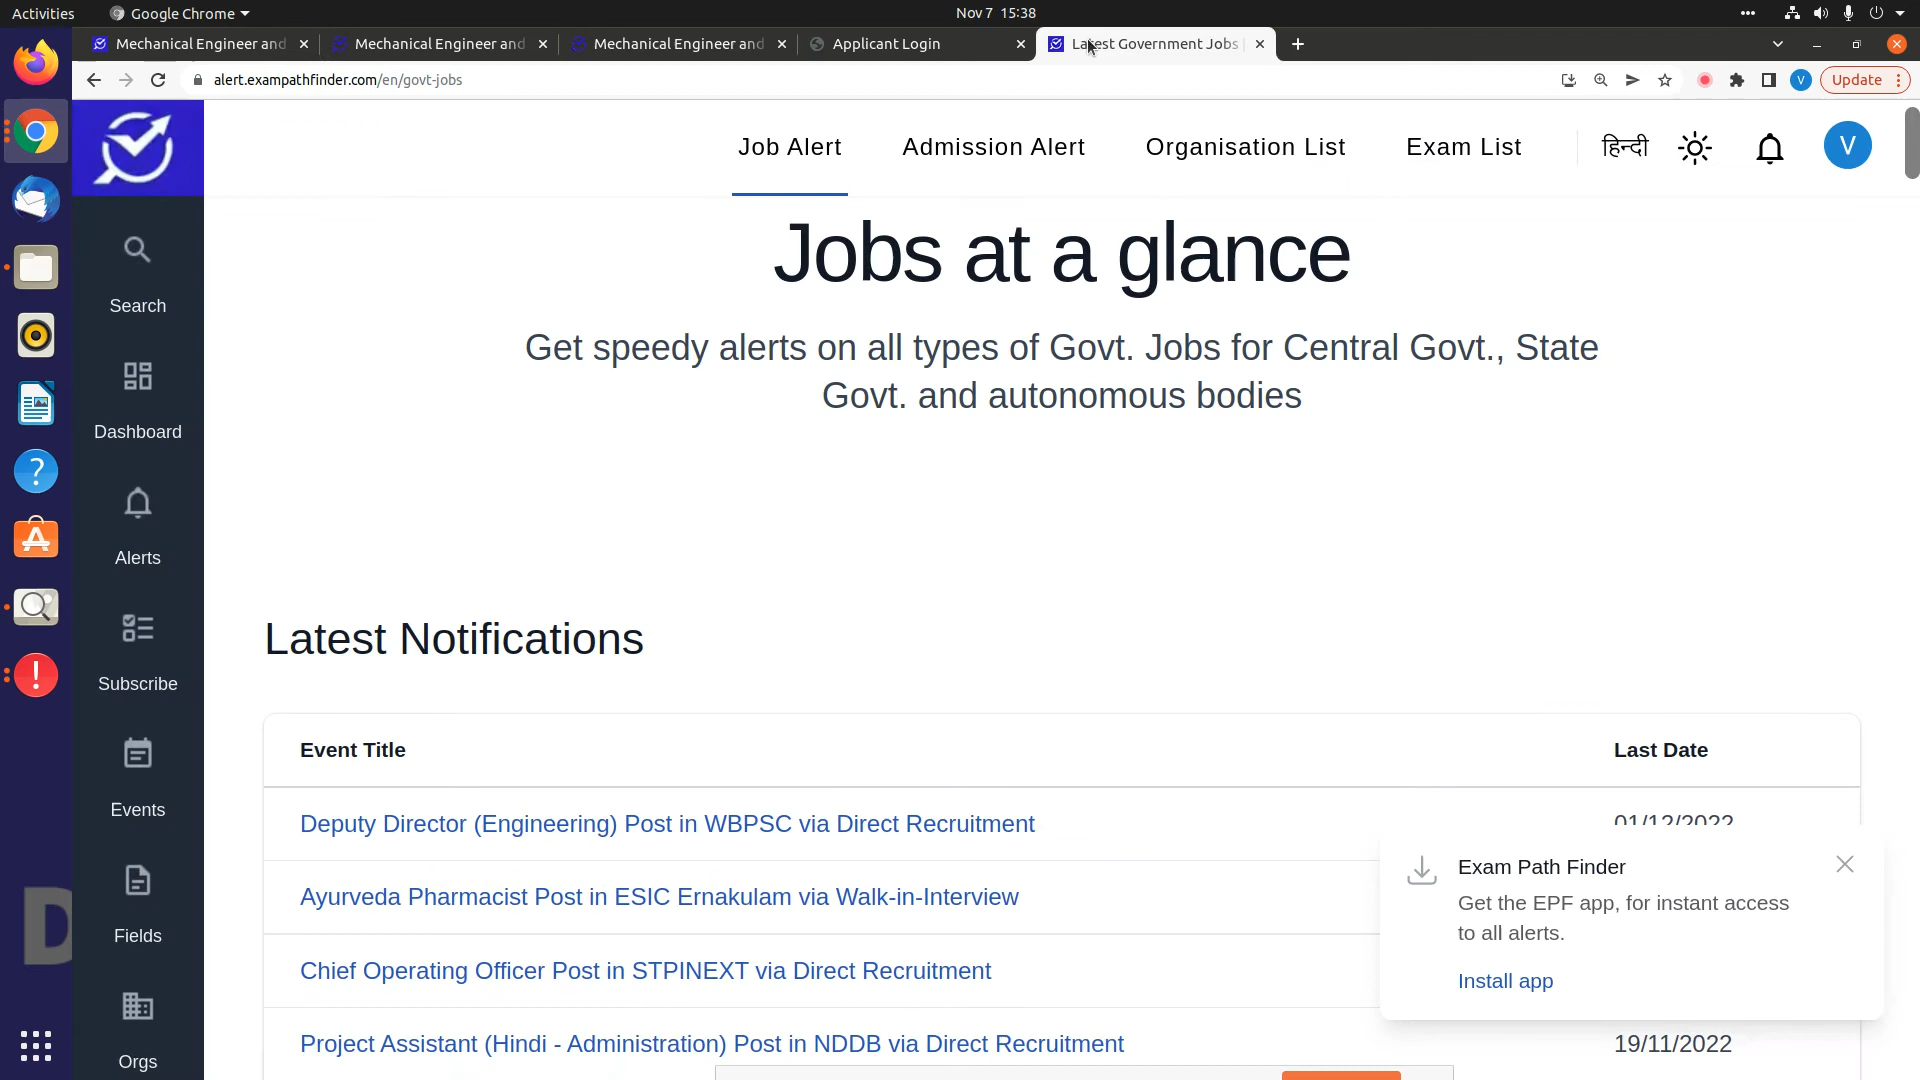 Activities
Google Chrome
Nov 7 15:38
Mechanical Engineer and
Mechanical Engineer and
Mechanical Engineer and
Applicant Login
Latest Government Jobs |
alert.exampathfinder.com/en/govt-jobs
V
Update
Job Alert
Admission Alert
Organisation List
Exam List
हिन्दी
V
Search
Dashboard
Alerts
Subscribe
Events
Fields
Orgs
Jobs at a glance
Get speedy alerts on all types of Govt. Jobs for Central Govt., State
Govt. and autonomous bodies
Latest Notifications
Event Title
Last Date
Deputy Director (Engineering) Post in WBPSC via Direct Recruitment
01/12/2022
Ayurveda Pharmacist Post in ESIC Ernakulam via Walk-in-Interview
Chief Operating Officer Post in STPINEXT via Direct Recruitment
Project Assistant (Hindi - Administration) Post in NDDB via Direct Recruitment
19/11/2022
Exam Path Finder
Get the EPF app, for instant access
to all alerts.
Install app
D